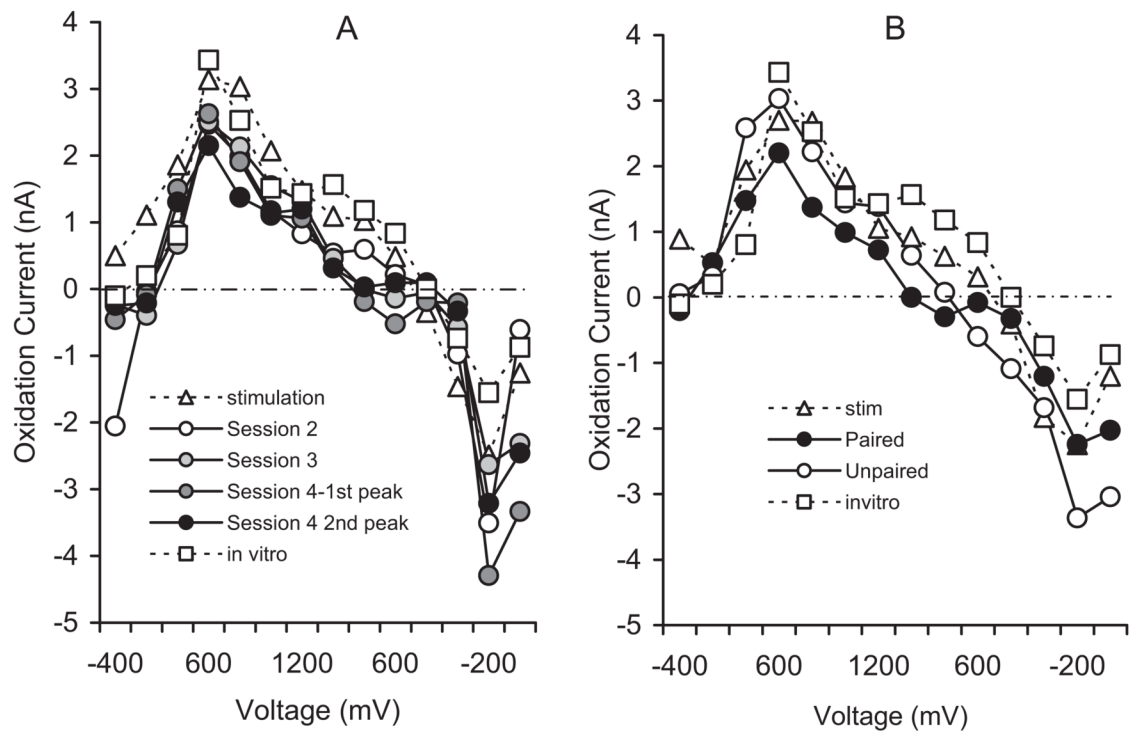 A
Oxidation Current (nA)
4
3
2
1
0
-1
-2
-3
-4
-5
stimulation
Session 2
Session 3
Session 4-1st peak
Session 4 2nd peak
in vitro
-400 600 1200 600 -200
Voltage (mV)
B
Oxidation Current (nA)
4
3
2
1
0
-1
-2
-3
-4
-5
stim
Paired
Unpaired
invitro
-400 600 1200 600 -200
Voltage (mV)